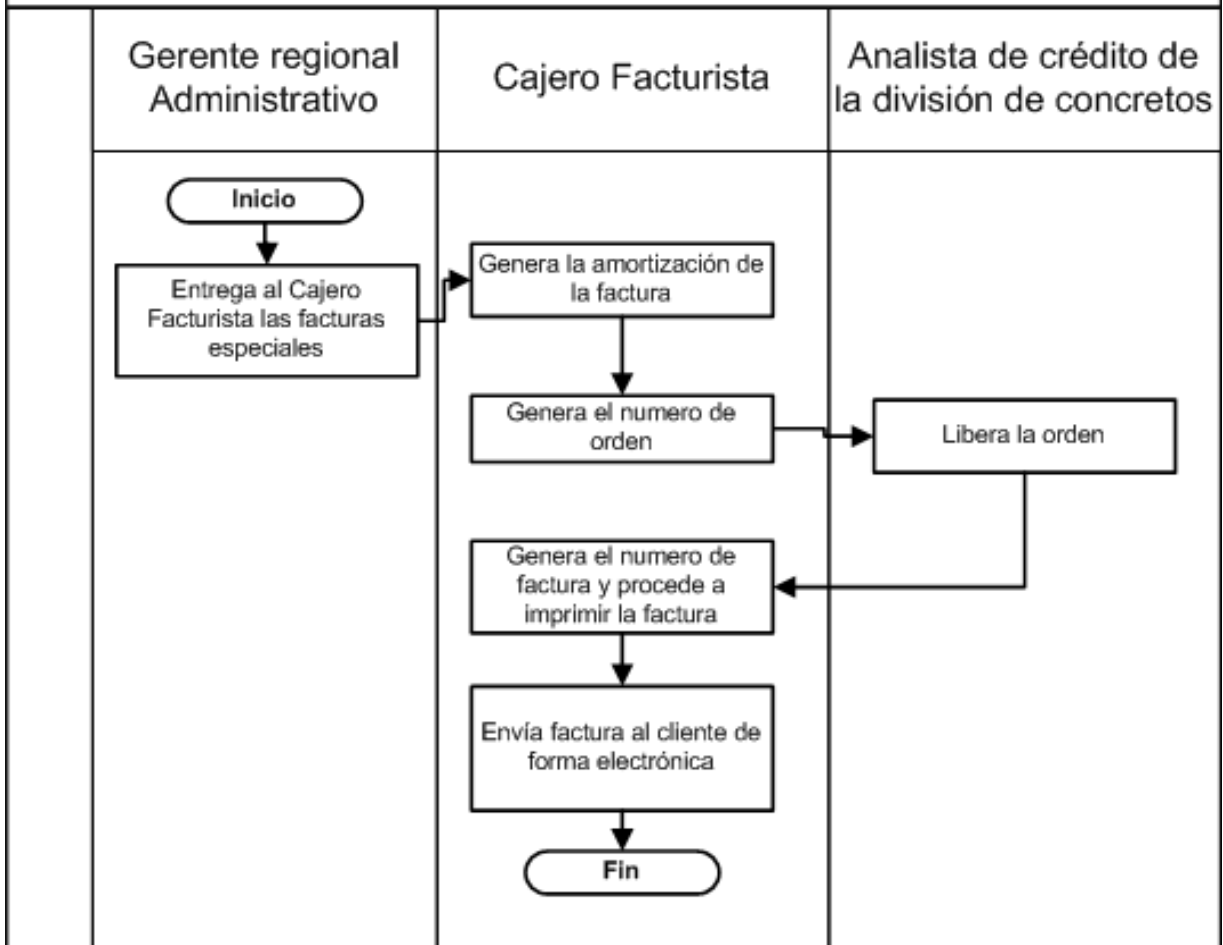 Gerente regional
Administrativo
Cajero Facturista
Analista de crédito de
la división de concretos
Inicio
Entrega al Cajero
Facturista las facturas
especiales
Genera la amortización de
la factura
Genera el numero de
orden
Libera la orden
Genera el numero de
factura y procede a
imprimir la factura
Envía factura al cliente de
forma electrónica
Fin